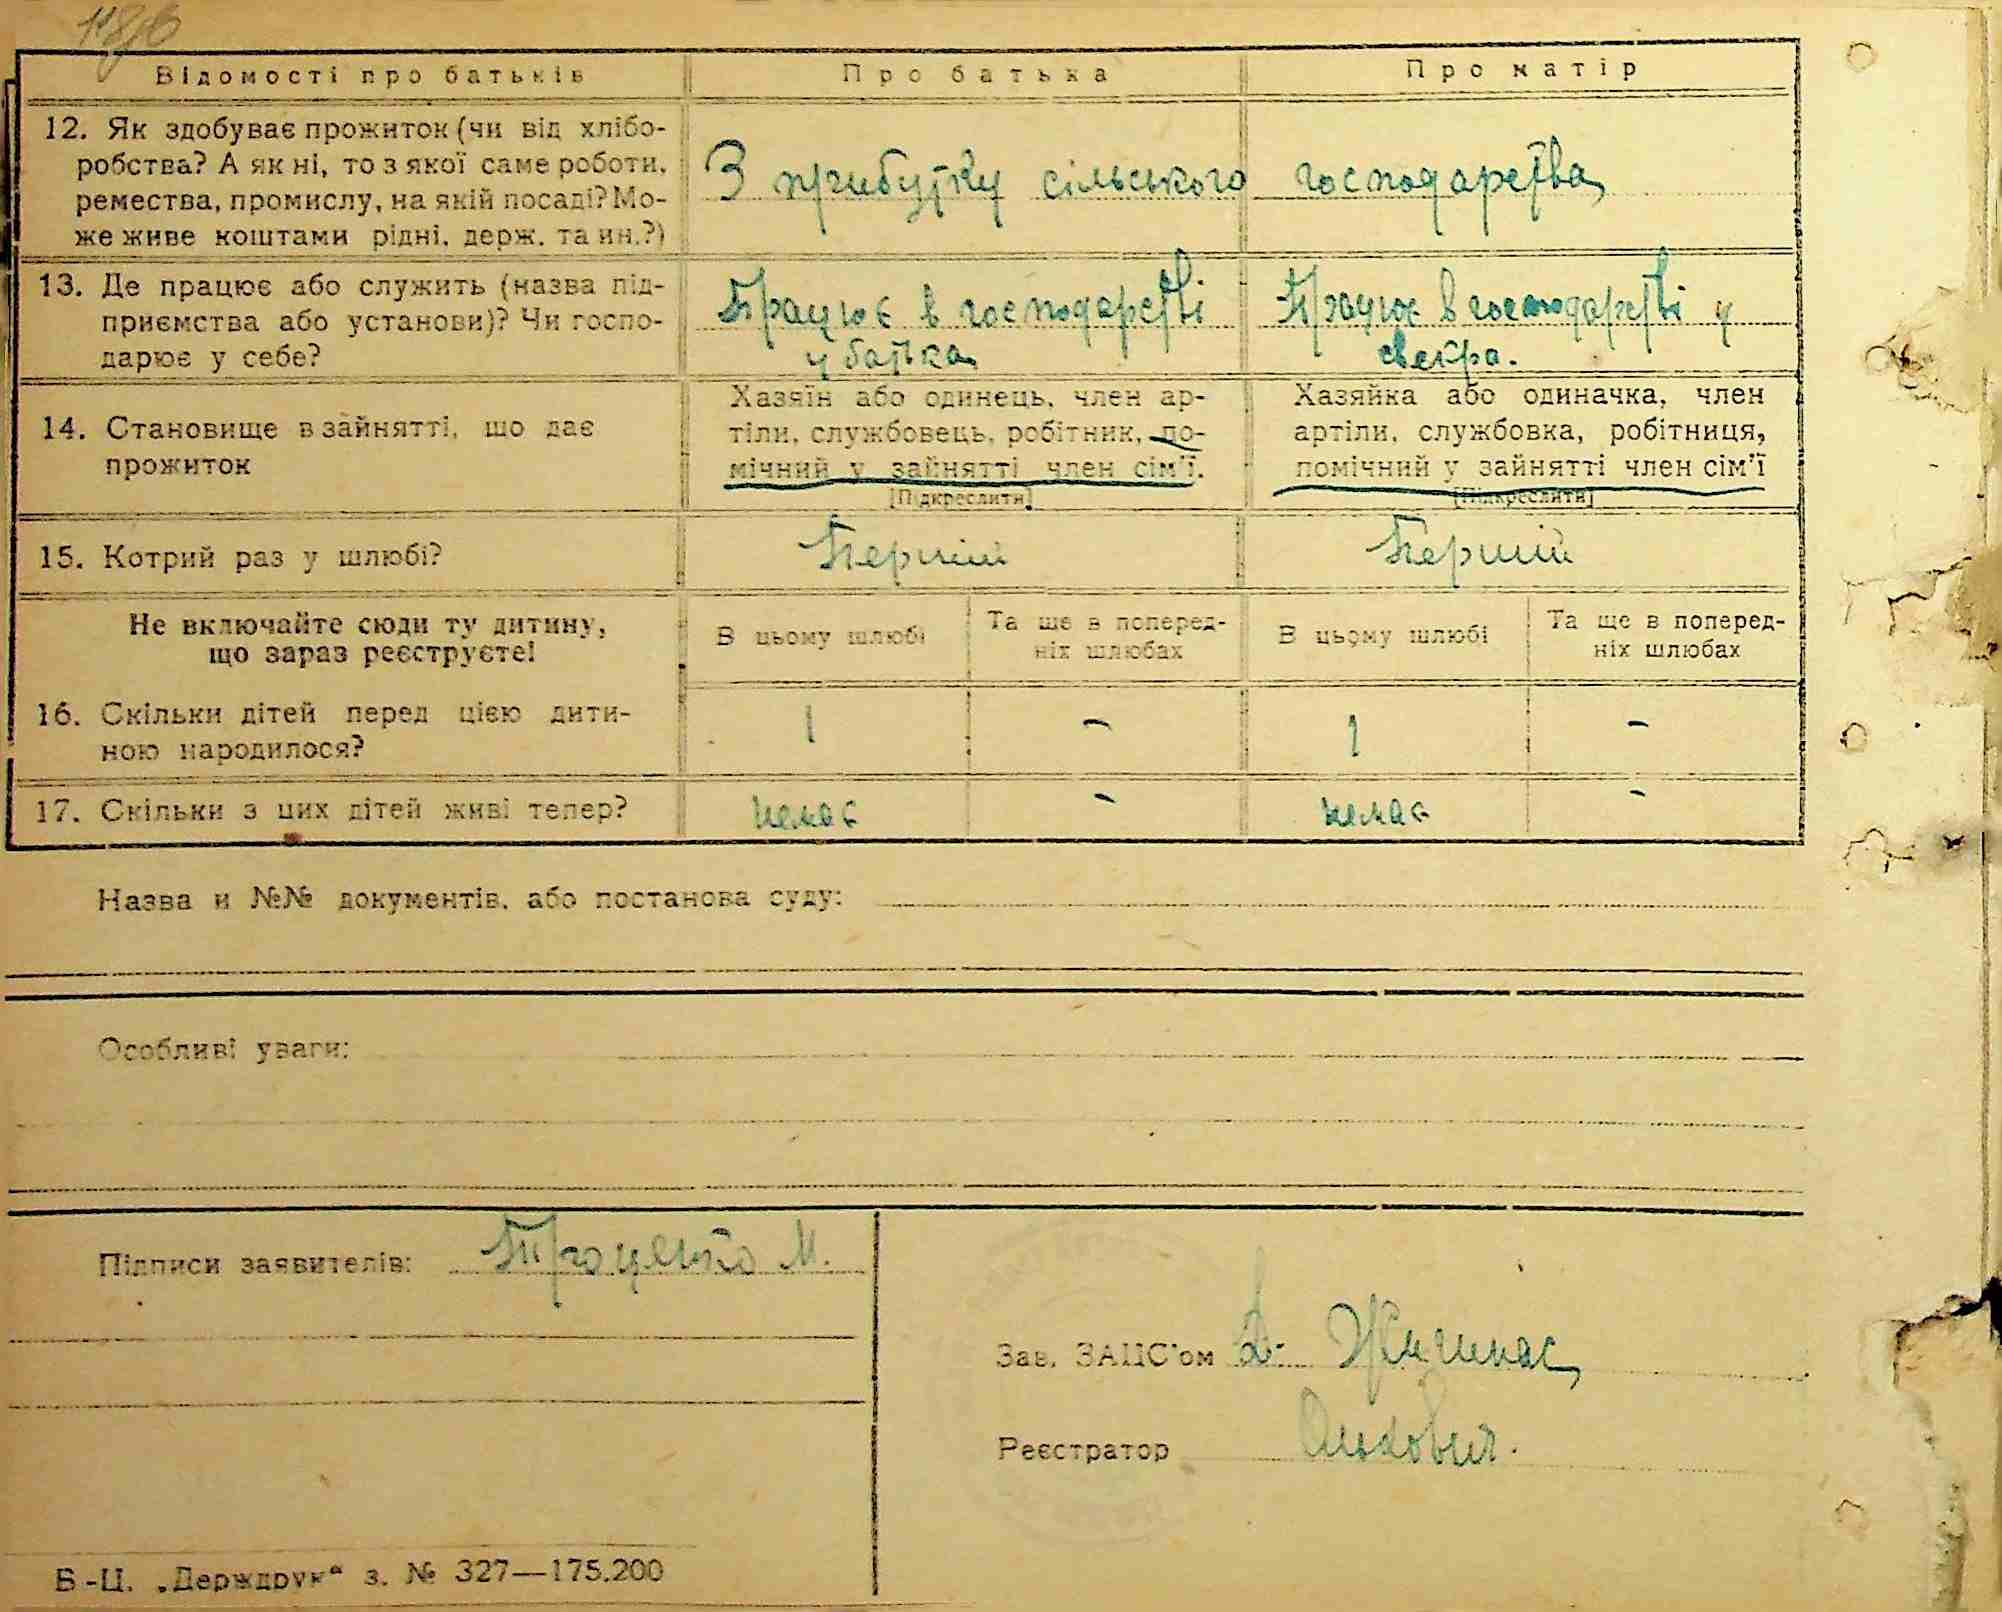 Відомості про батьків
Про батька
Про матір
12. Як здобуває прожиток (чи від хлібо-
робства? А як ні, то з якої саме роботи,
ремества, промислу, на якій посаді? Мо-
же живе коштами рідні, держ. та ин.?)
З прибутку сільського господарства
13. Де працює або служить (назва під-
приємства або установи)? Чи госпо-
дарює у себе?
Працює в господарстві
у батька
Працює в господарстві у
свекра.
14. Становище в зайнятті, що дає
прожиток
Хазяїн або одинець, член ар-
тіли, службовець, робітник, по-
мічний у зайнятті член сім'ї.
[Підкреслити]
Хазяйка або одиначка, член
артіли, службовка, робітниця,
помічний у зайнятті член сім'ї
[Підкреслити]
15. Котрий раз у шлюбі?
Перший
Перший
Не включайте сюди ту дитину,
що зараз реєструєте!
В цьому шлюбі
Та ще в поперед-
ніх шлюбах
В цьому шлюбі
Та ще в поперед-
ніх шлюбах
16. Скільки дітей перед цією дити-
ною народилося?
1 - 1 -
17. Скільки з цих дітей живі тепер?
немає - немає -
Назва и №№ документів, або постанова суду:
Особливі уваги:
Підписи заявителів: Проценко М.
Зав. ЗАГС'ом
Реєстратор
Б-Ц. „Держдрук“ з. № 327—175.200